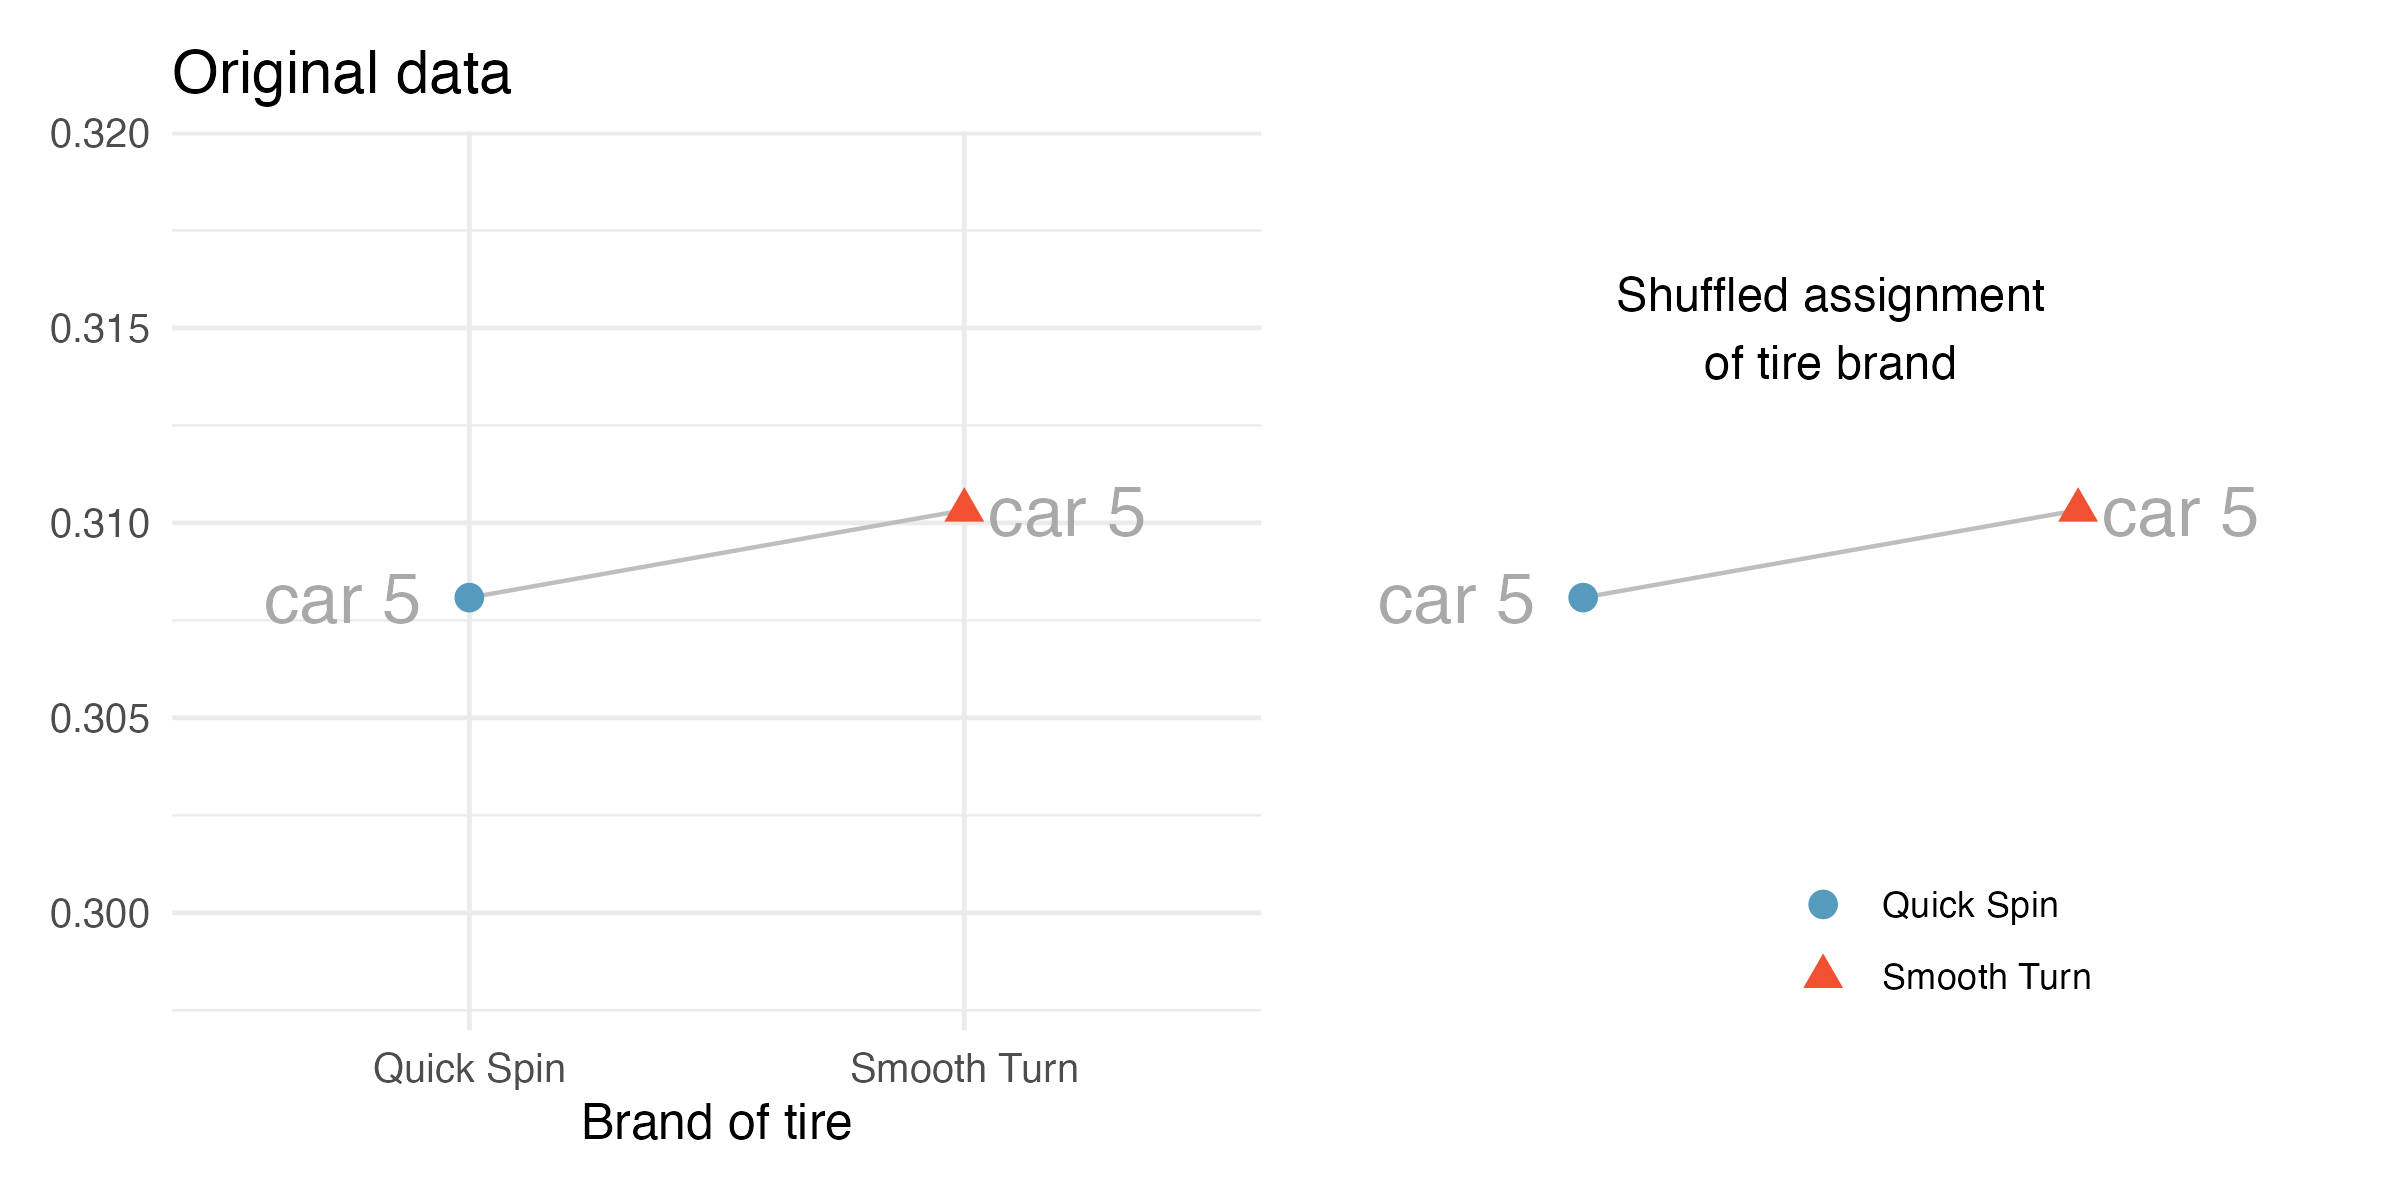 Original data
0.320
0.315
0.310
0.305
0.300
car 5
car 5
Quick Spin
Smooth Turn
Brand of tire
Shuffled assignment
of tire brand
car 5
car 5
Quick Spin
Smooth Turn